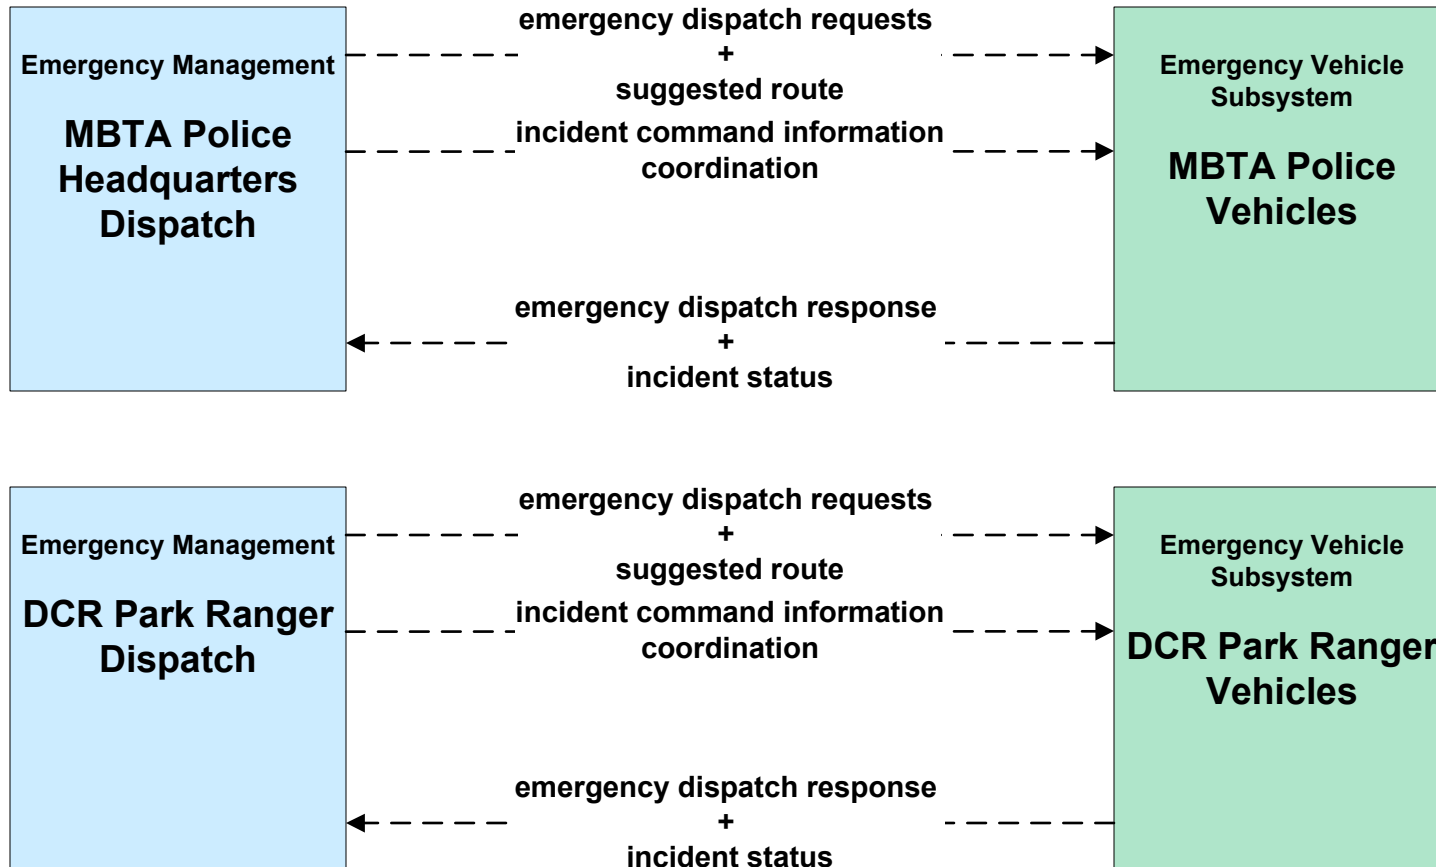 Emergency Management
MBTA Police
Headquarters
Dispatch
emergency dispatch requests
+
suggested route
incident command information
coordination
emergency dispatch response
+
incident status
Emergency Vehicle
Subsystem
MBTA Police
Vehicles
Emergency Management
DCR Park Ranger
Dispatch
emergency dispatch requests
+
suggested route
incident command information
coordination
emergency dispatch response
+
incident status
Emergency Vehicle
Subsystem
DCR Park Ranger
Vehicles